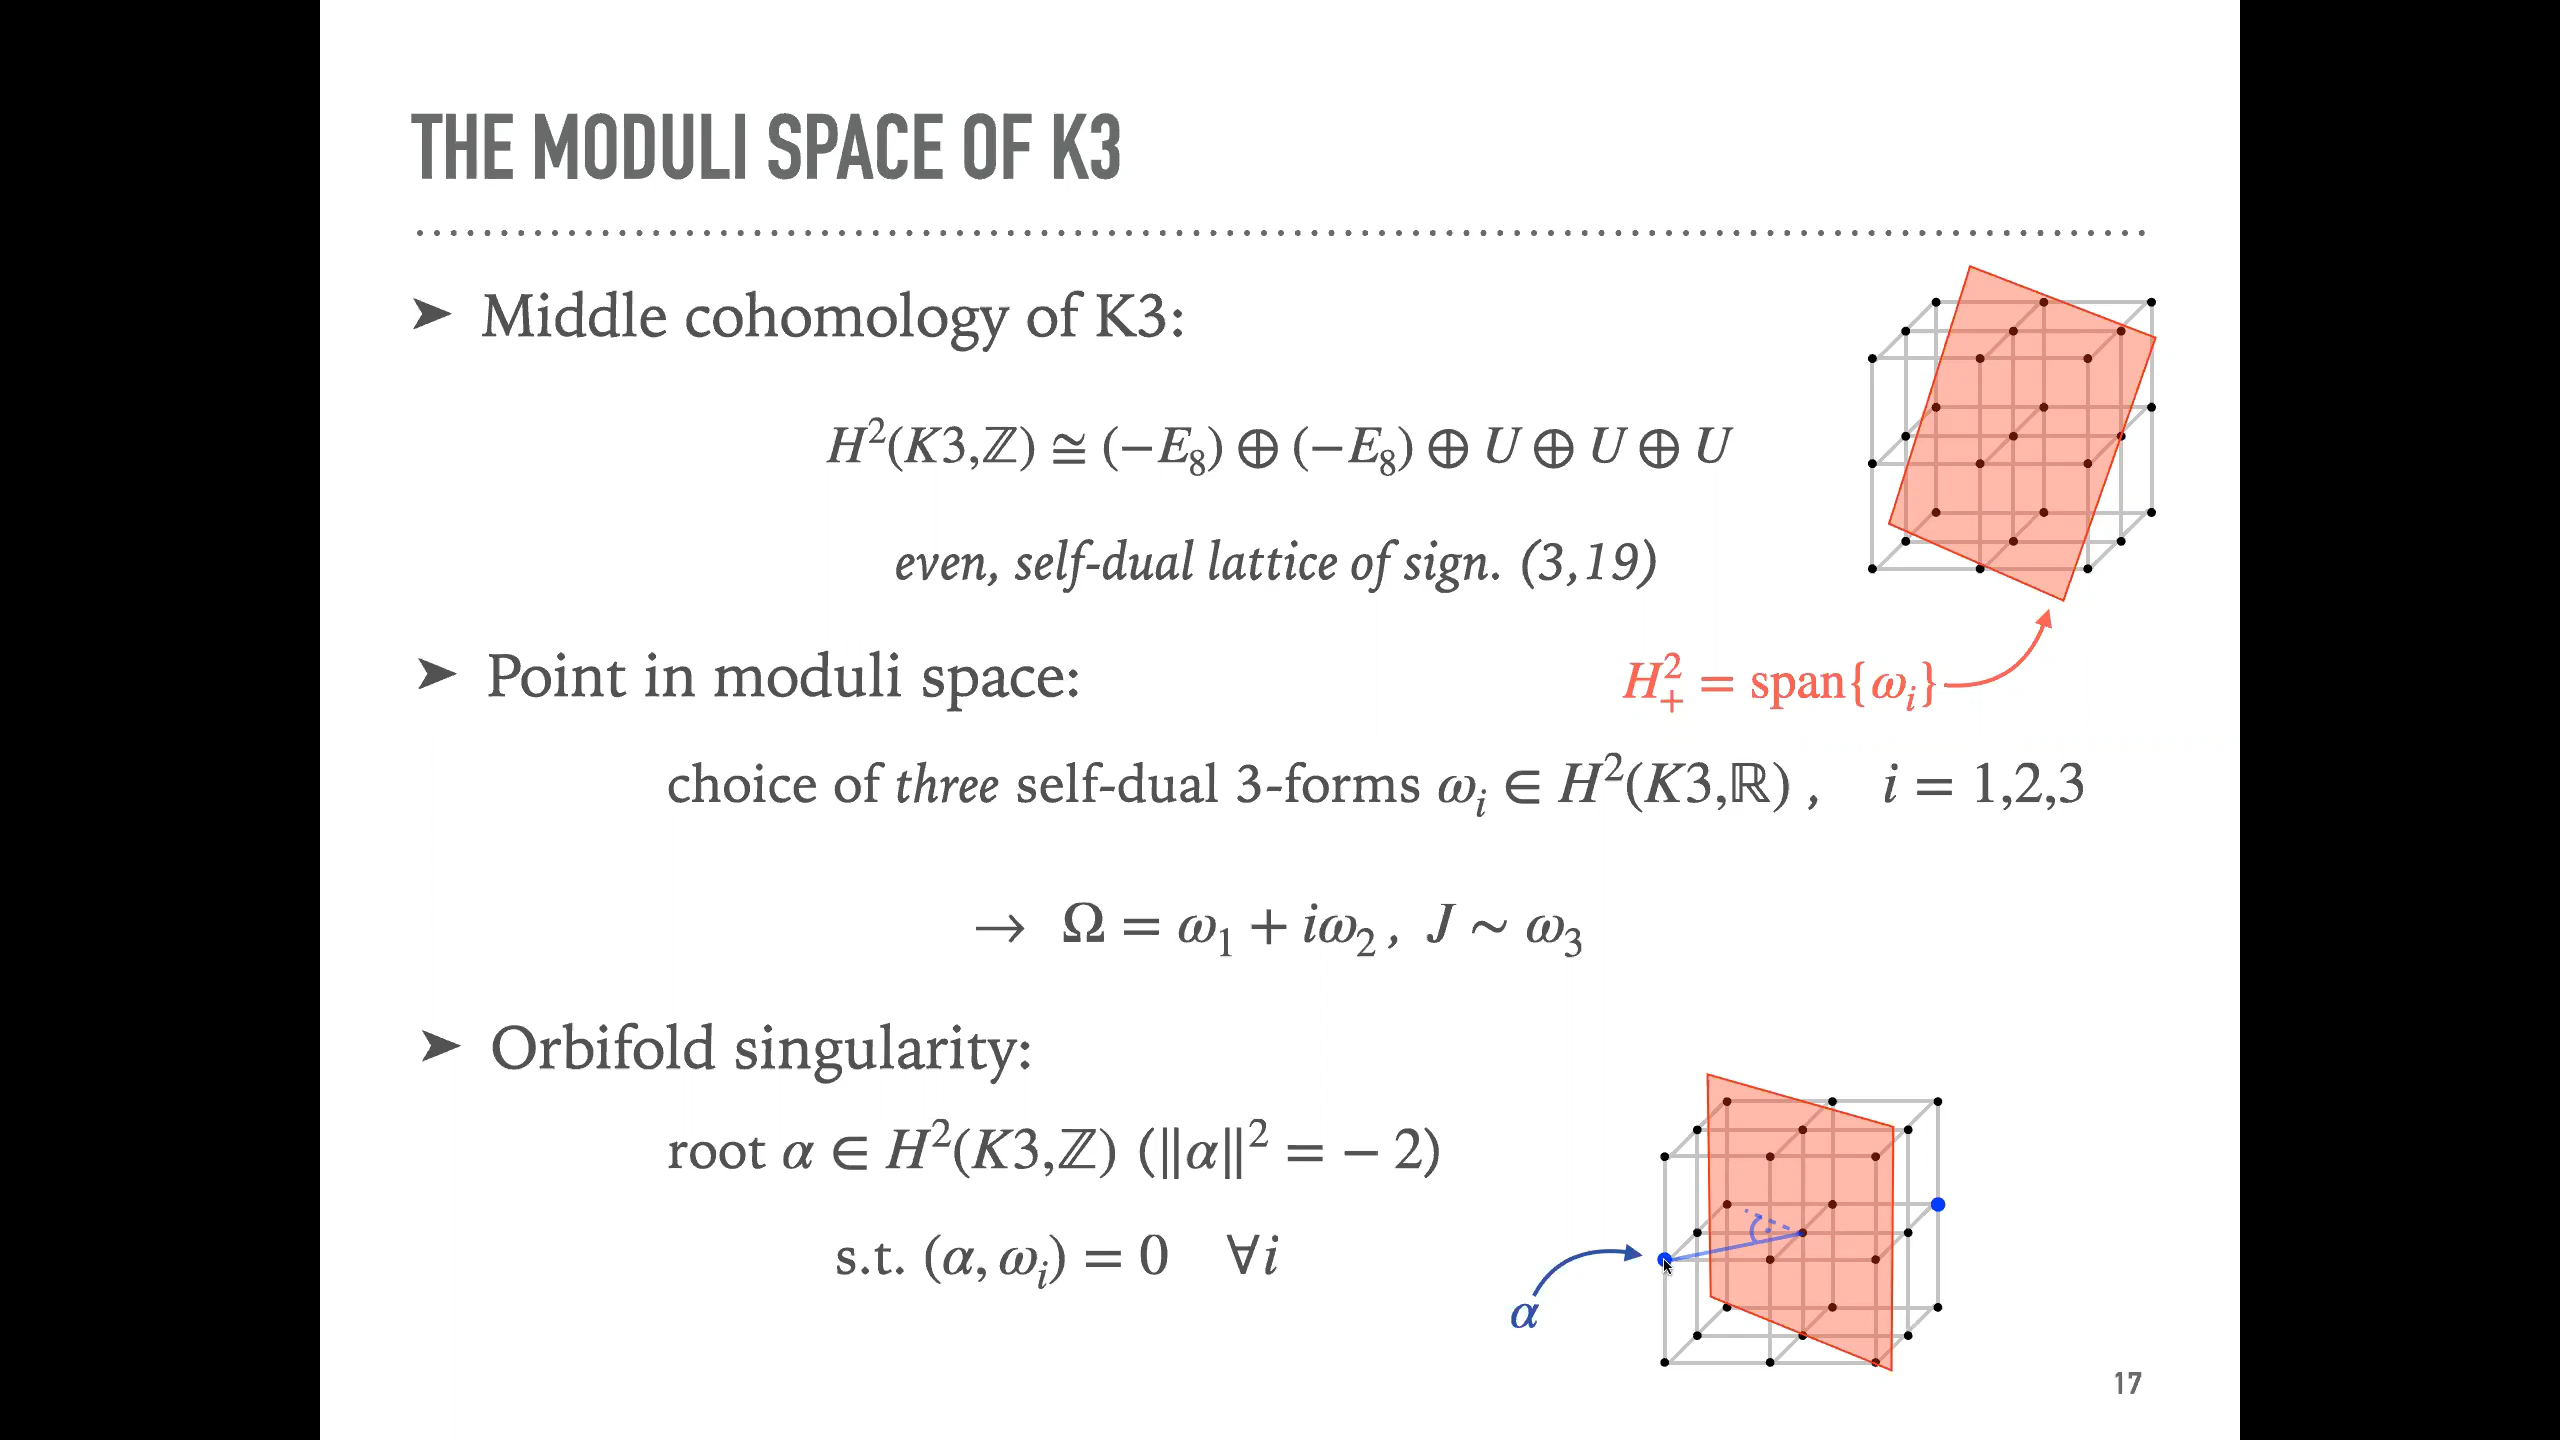 THE MODULI SPACE OF K3
➤ Middle cohomology of K3:
H²(K3,ℤ) ≅ (−E₈) ⊕ (−E₈) ⊕ U ⊕ U ⊕ U
even, self-dual lattice of sign. (3,19)
➤ Point in moduli space:
H²₊ = span{ωᵢ}
choice of three self-dual 3-forms ωᵢ ∈ H²(K3,ℝ) , i = 1,2,3
→ Ω = ω₁ + iω₂ , J ∼ ω₃
➤ Orbifold singularity:
root α ∈ H²(K3,ℤ) (‖α‖² = − 2)
s.t. (α, ωᵢ) = 0 ∀i
α
17